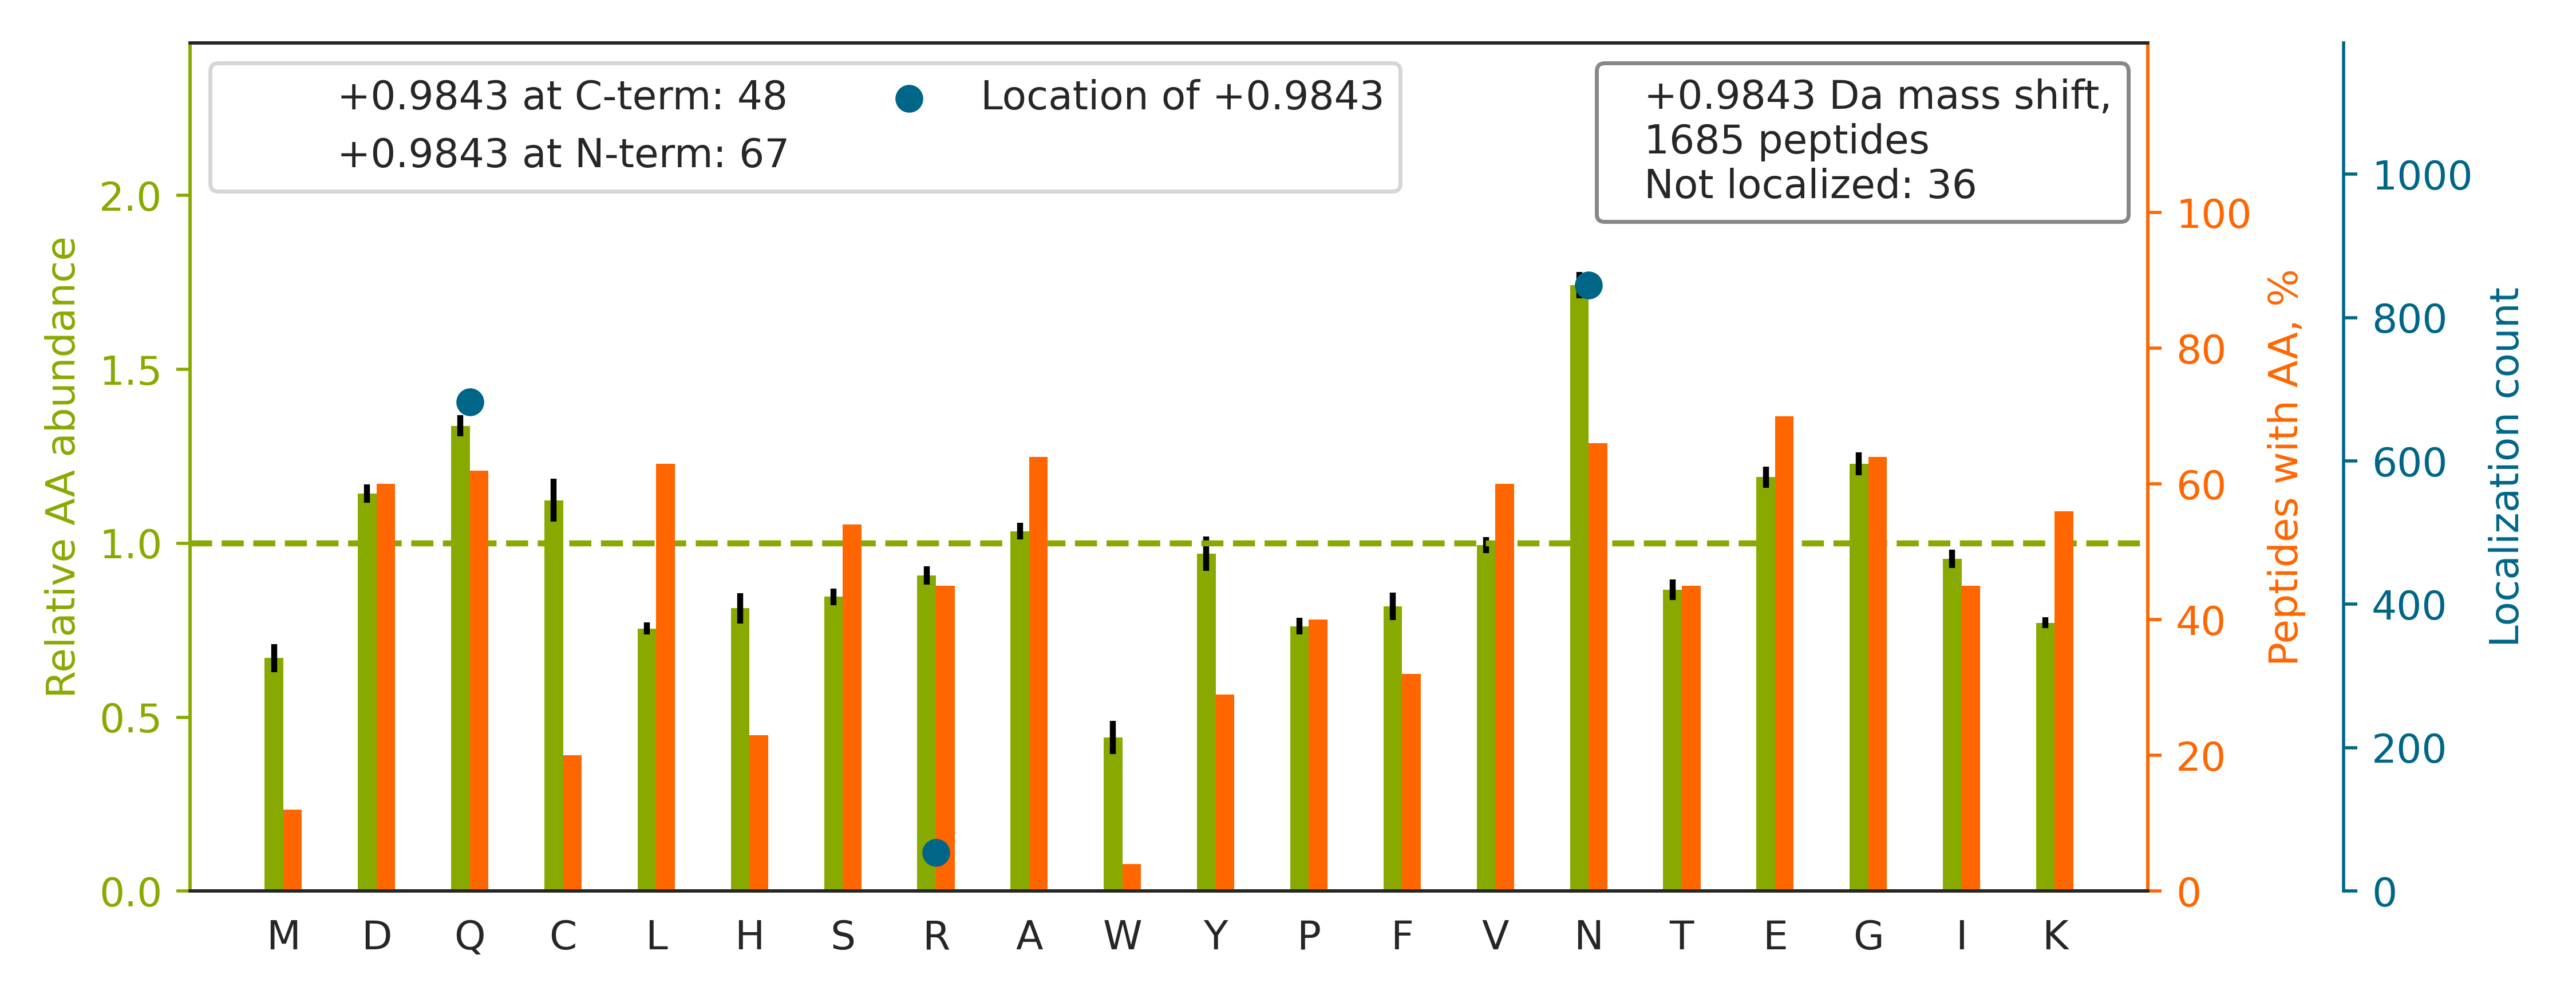 +0.9843 at C-term: 48
+0.9843 at N-term: 67
Location of +0.9843
+0.9843 Da mass shift,
1685 peptides
Not localized: 36
Relative AA abundance
2.0
1.5
1.0
0.5
0.0
M D Q C L H S R A W Y P F V N T E G I K
100
80
60
40
20
0
Peptides with AA, %
1000
800
600
400
200
0
Localization count